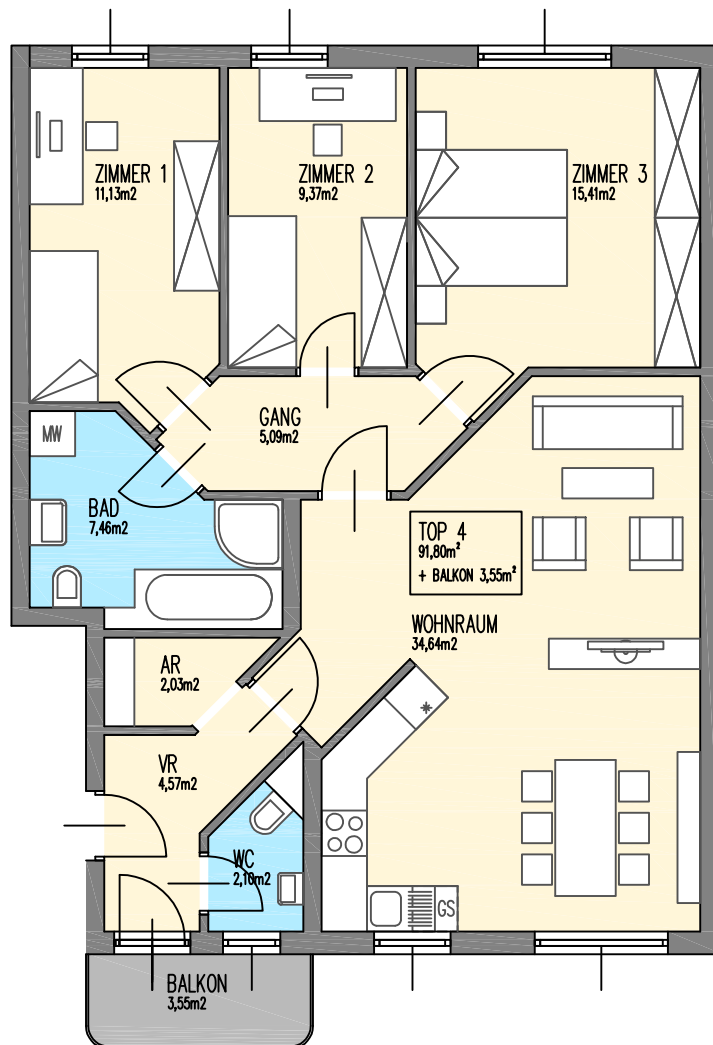 ZIMMER 1
11,13m2
ZIMMER 2
9,37m2
ZIMMER 3
15,41m2
GANG
5,09m2
MW
BAD
7,46m2
TOP 4
91,80m²
+ BALKON 3,55m²
WOHNRAUM
34,64m2
AR
2,03m2
VR
4,57m2
WC
2,10m2
GS
BALKON
3,55m2